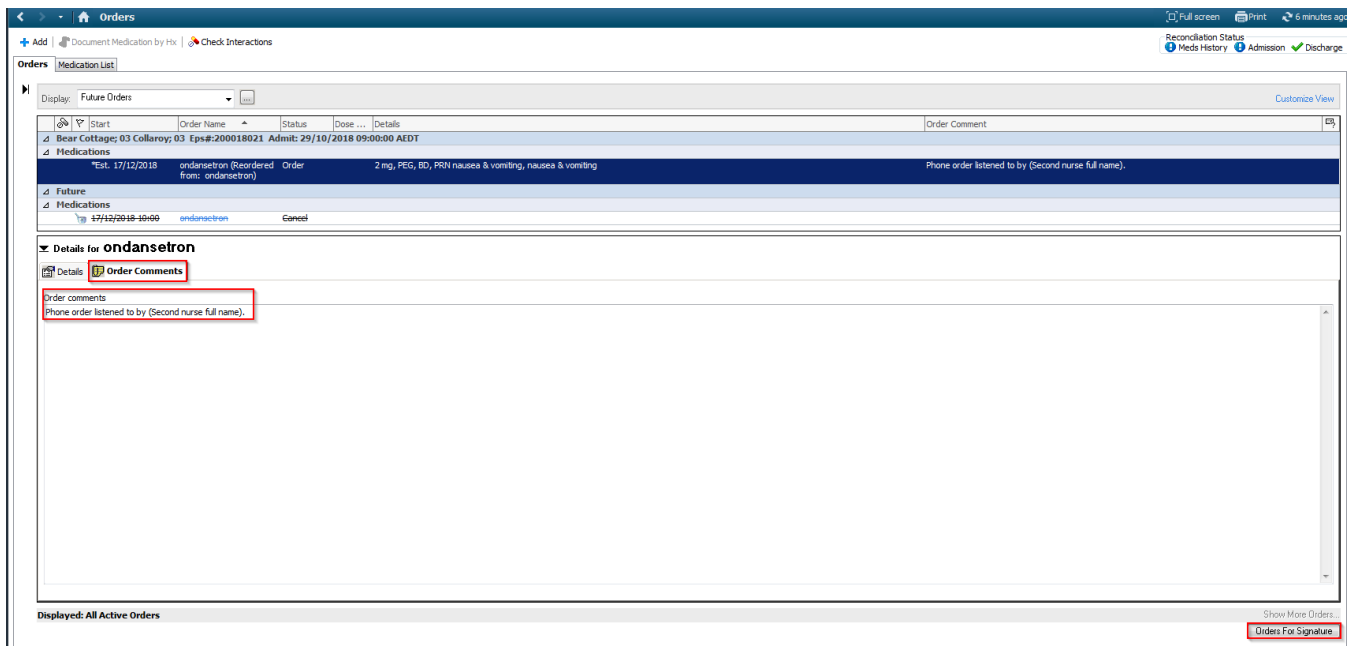 Orders Full screen Print 6 minutes ago
Add Document Medication by Hx Check Interactions
Reconciliation Status
Meds History Admission Discharge
Orders Medication List
Display: Future Orders ... Customize View
Start Order Name Status Dose ... Details Order Comment
Bear Cottage; 03 Collaroy; 03 Eps#:200018021 Admit: 29/10/2018 09:00:00 AEDT
Medications
*Est. 17/12/2018 ondansetron (Reordered Order 2 mg, PEG, BD, PRN nausea & vomiting, nausea & vomiting Phone order listened to by (Second nurse full name).
from: ondansetron)
Future
Medications
17/12/2018 10:00 ondansetron Cancel
Details for ondansetron
Details Order Comments
Order comments
Phone order listened to by (Second nurse full name).
Displayed: All Active Orders Show More Orders...
Orders For Signature